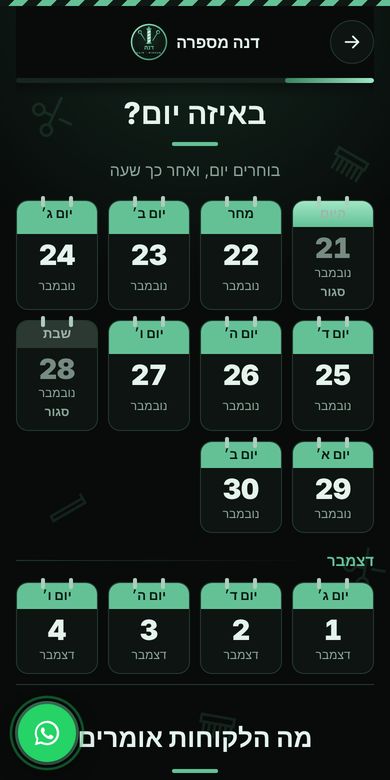 דנה מספרה
דנה
באיזה יום?
בוחרים יום, ואחר כך שעה
היום
21
נובמבר
סגור
מחר
22
נובמבר
יום ב׳
23
נובמבר
יום ג׳
24
נובמבר
יום ד׳
25
נובמבר
יום ה׳
26
נובמבר
יום ו׳
27
נובמבר
שבת
28
נובמבר
סגור
יום א׳
29
נובמבר
יום ב׳
30
נובמבר
דצמבר
יום ג׳
1
דצמבר
יום ד׳
2
דצמבר
יום ה׳
3
דצמבר
יום ו׳
4
דצמבר
מה הלקוחות אומרים